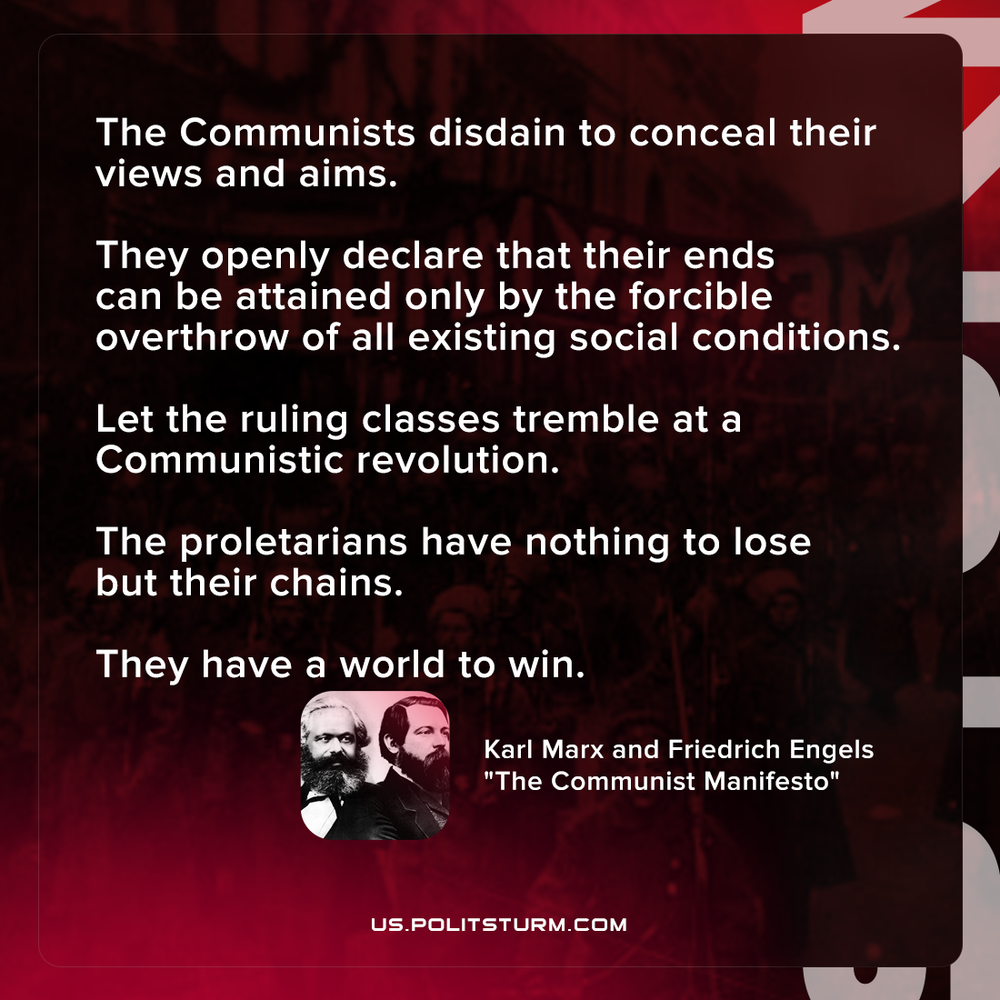 The Communists disdain to conceal their
views and aims.
They openly declare that their ends
can be attained only by the forcible
overthrow of all existing social conditions.
Let the ruling classes tremble at a
Communistic revolution.
The proletarians have nothing to lose
but their chains.
They have a world to win.
Karl Marx and Friedrich Engels
"The Communist Manifesto"
US.POLITSTURM.COM